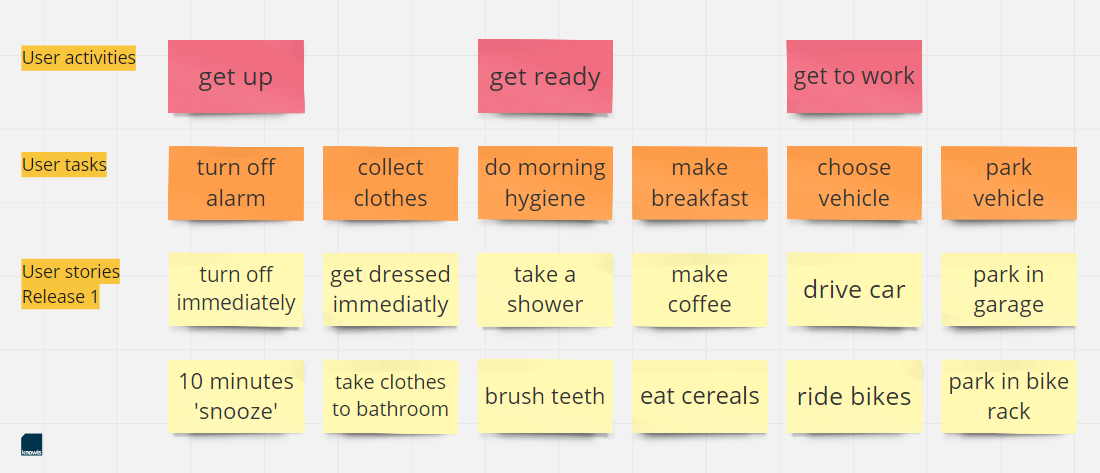 User activities
get up
get ready
get to work
User tasks
turn off
alarm
collect
clothes
do morning
hygiene
make
breakfast
choose
vehicle
park
vehicle
User stories
Release 1
turn off
immediately
get dressed
immediatly
take a
shower
make
coffee
drive car
park in
garage
10 minutes
'snooze'
take clothes
to bathroom
brush teeth
eat cereals
ride bikes
park in bike
rack
knowis